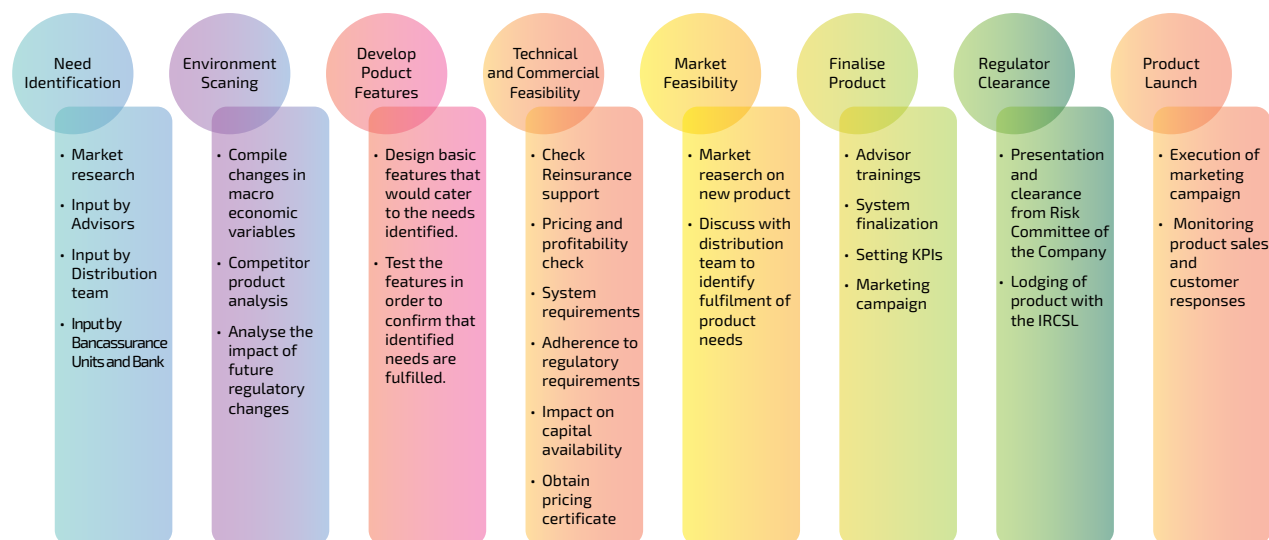 Need
Identification
• Market
research
• Input by
Advisors
• Input by
Distribution
team
• Input by
Bancassurance
Units and Bank
Environment
Scaning
• Compile
changes in
macro
economic
variables
• Competitor
product
analysis
• Analyse the
impact of
future
regulatory
changes
Develop
Poduct
Features
• Design basic
features that
would cater
to the needs
identified.
• Test the
features in
order to
confirm that
identified
needs are
fulfilled.
Technical
and Commercial
Feasibility
• Check
Reinsurance
support
• Pricing and
profitability
check
• System
requirements
• Adherence to
regulatory
requirements
• Impact on
capital
availability
• Obtain
pricing
certificate
Market
Feasibility
• Market
reaserch on
new product
• Discuss with
distribution
team to
identify
fulfilment of
product
needs
Finalise
Product
• Advisor
trainings
• System
finalization
• Setting KPIs
• Marketing
campaign
Regulator
Clearance
• Presentation
and
clearance
from Risk
Committee of
the Company
• Lodging of
product with
the IRCSL
Product
Launch
• Execution of
marketing
campaign
• Monitoring
product sales
and
customer
responses